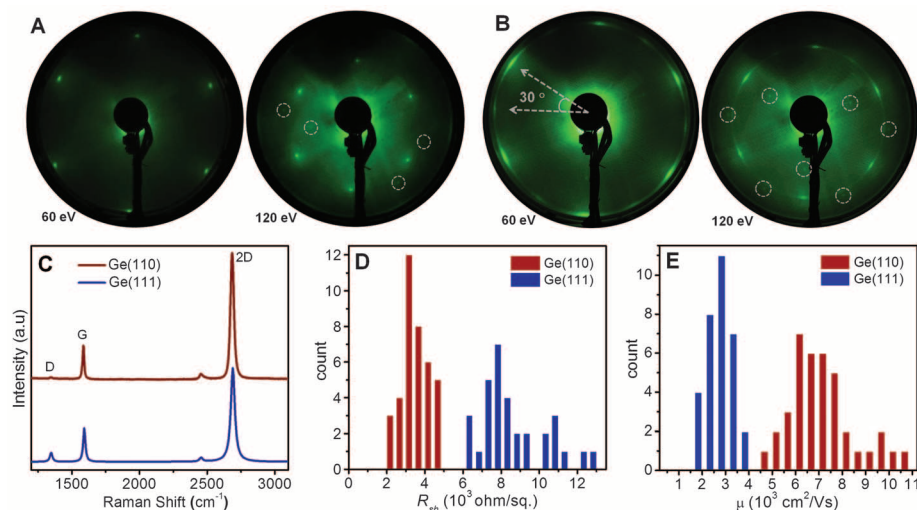 A
B
30 °
60 eV
120 eV
60 eV
120 eV
C
Ge(110)
Ge(111)
2D
G
D
Intensity (a.u)
1500 2000 2500 3000
Raman Shift (cm⁻¹)
D
Ge(110)
Ge(111)
count
12
10
8
6
4
2
0
0 2 4 6 8 10 12
R_sh (10³ ohm/sq.)
E
Ge(110)
Ge(111)
count
10
8
6
4
2
0
1 2 3 4 5 6 7 8 9 10 11
μ (10³ cm²/Vs)